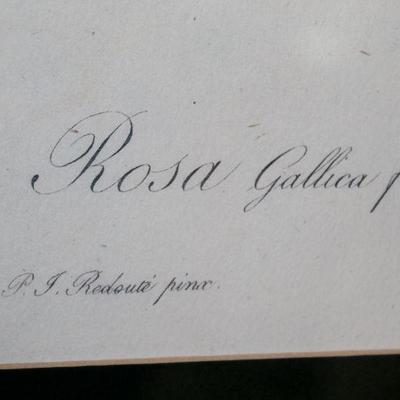 Rosa Gallica
P. J. Redouté pinx.